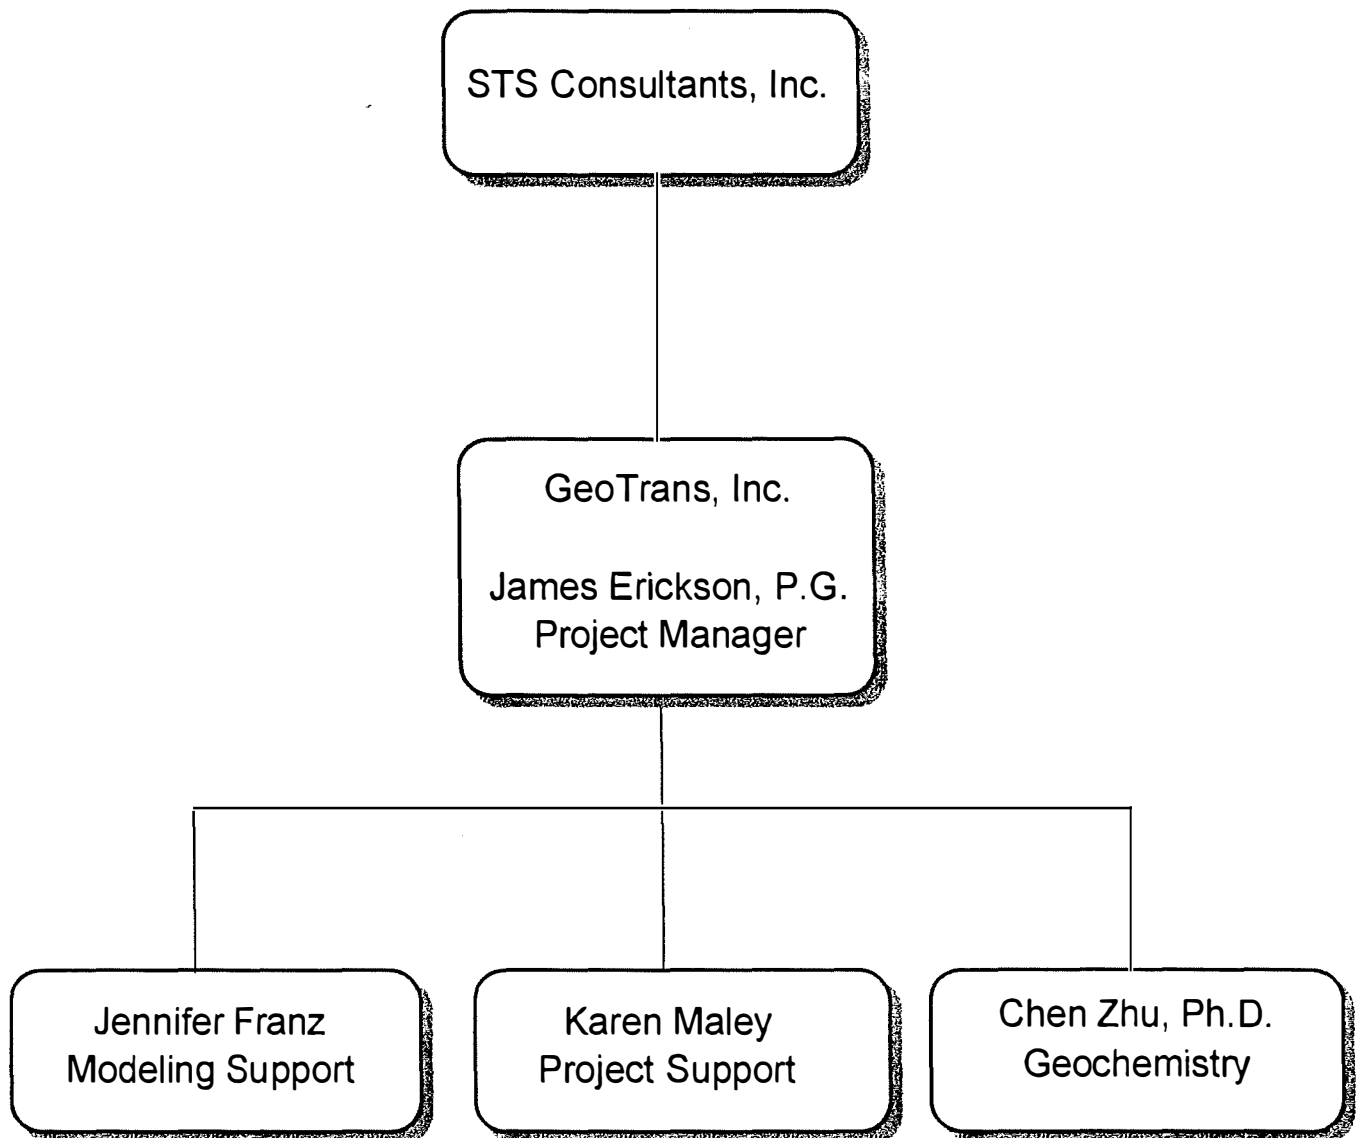 STS Consultants, Inc.
GeoTrans, Inc.
James Erickson, P.G.
Project Manager
Jennifer Franz
Modeling Support
Karen Maley
Project Support
Chen Zhu, Ph.D.
Geochemistry